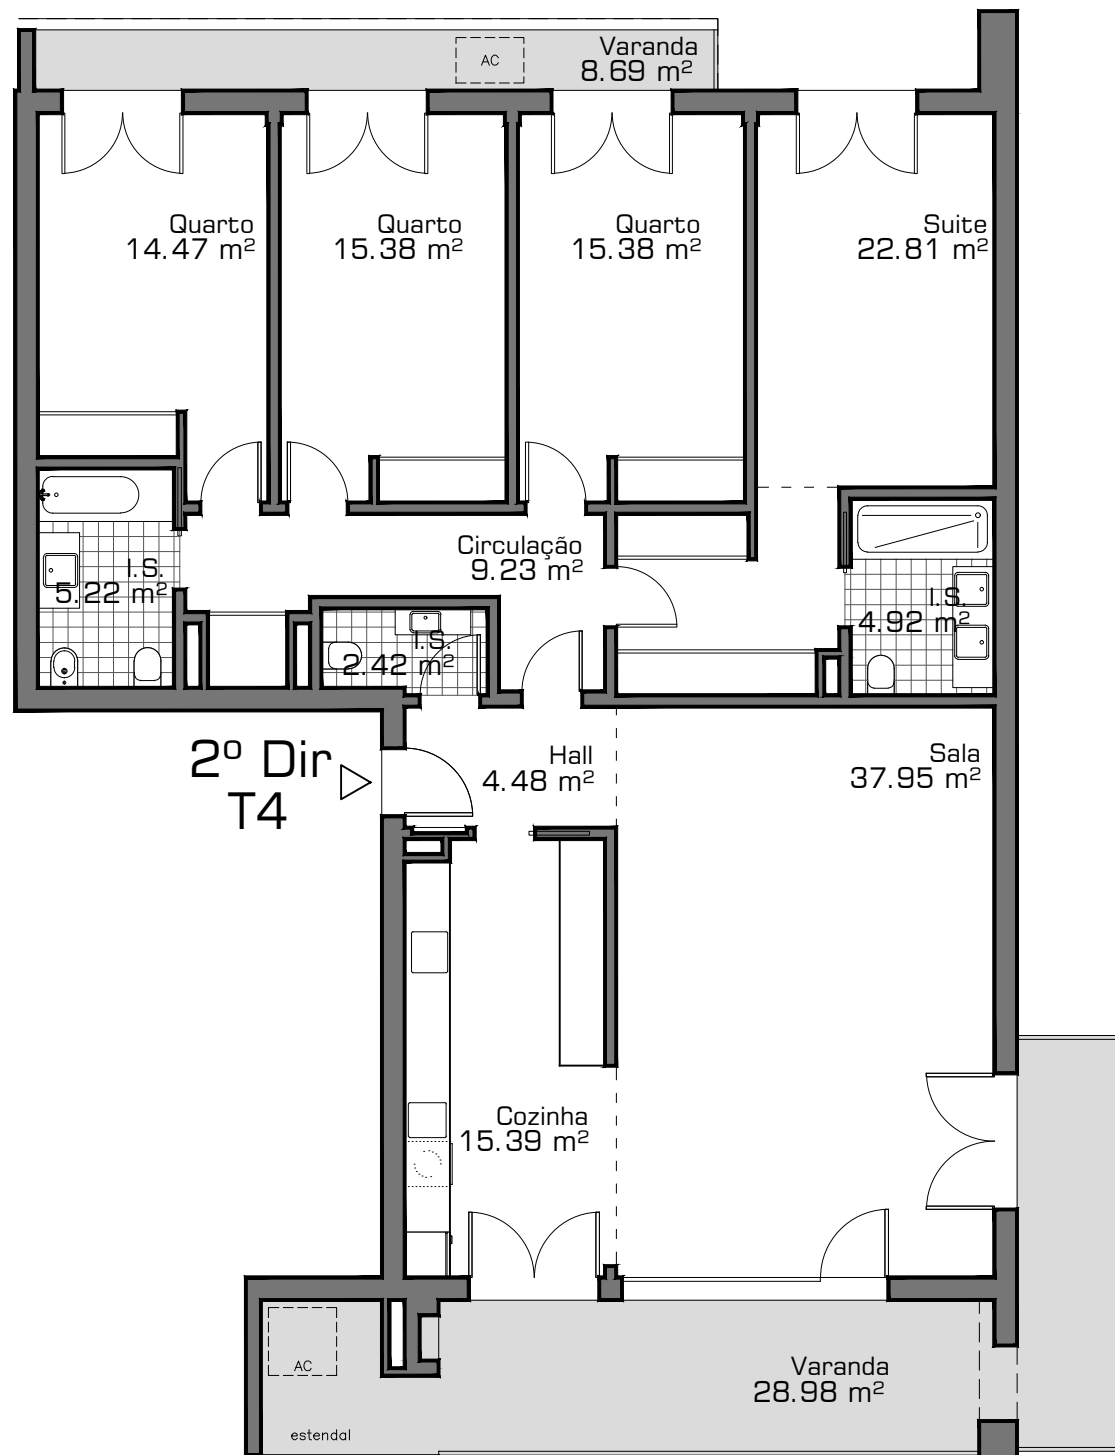 Varanda
8.69 m²
AC
Quarto
14.47 m²
Quarto
15.38 m²
Quarto
15.38 m²
Suite
22.81 m²
Circulação
9.23 m²
I.S.
5.22 m²
I.S.
4.92 m²
I.S.
2.42 m²
2º Dir
T4
Hall
4.48 m²
Sala
37.95 m²
Cozinha
15.39 m²
AC
Varanda
28.98 m²
estendal